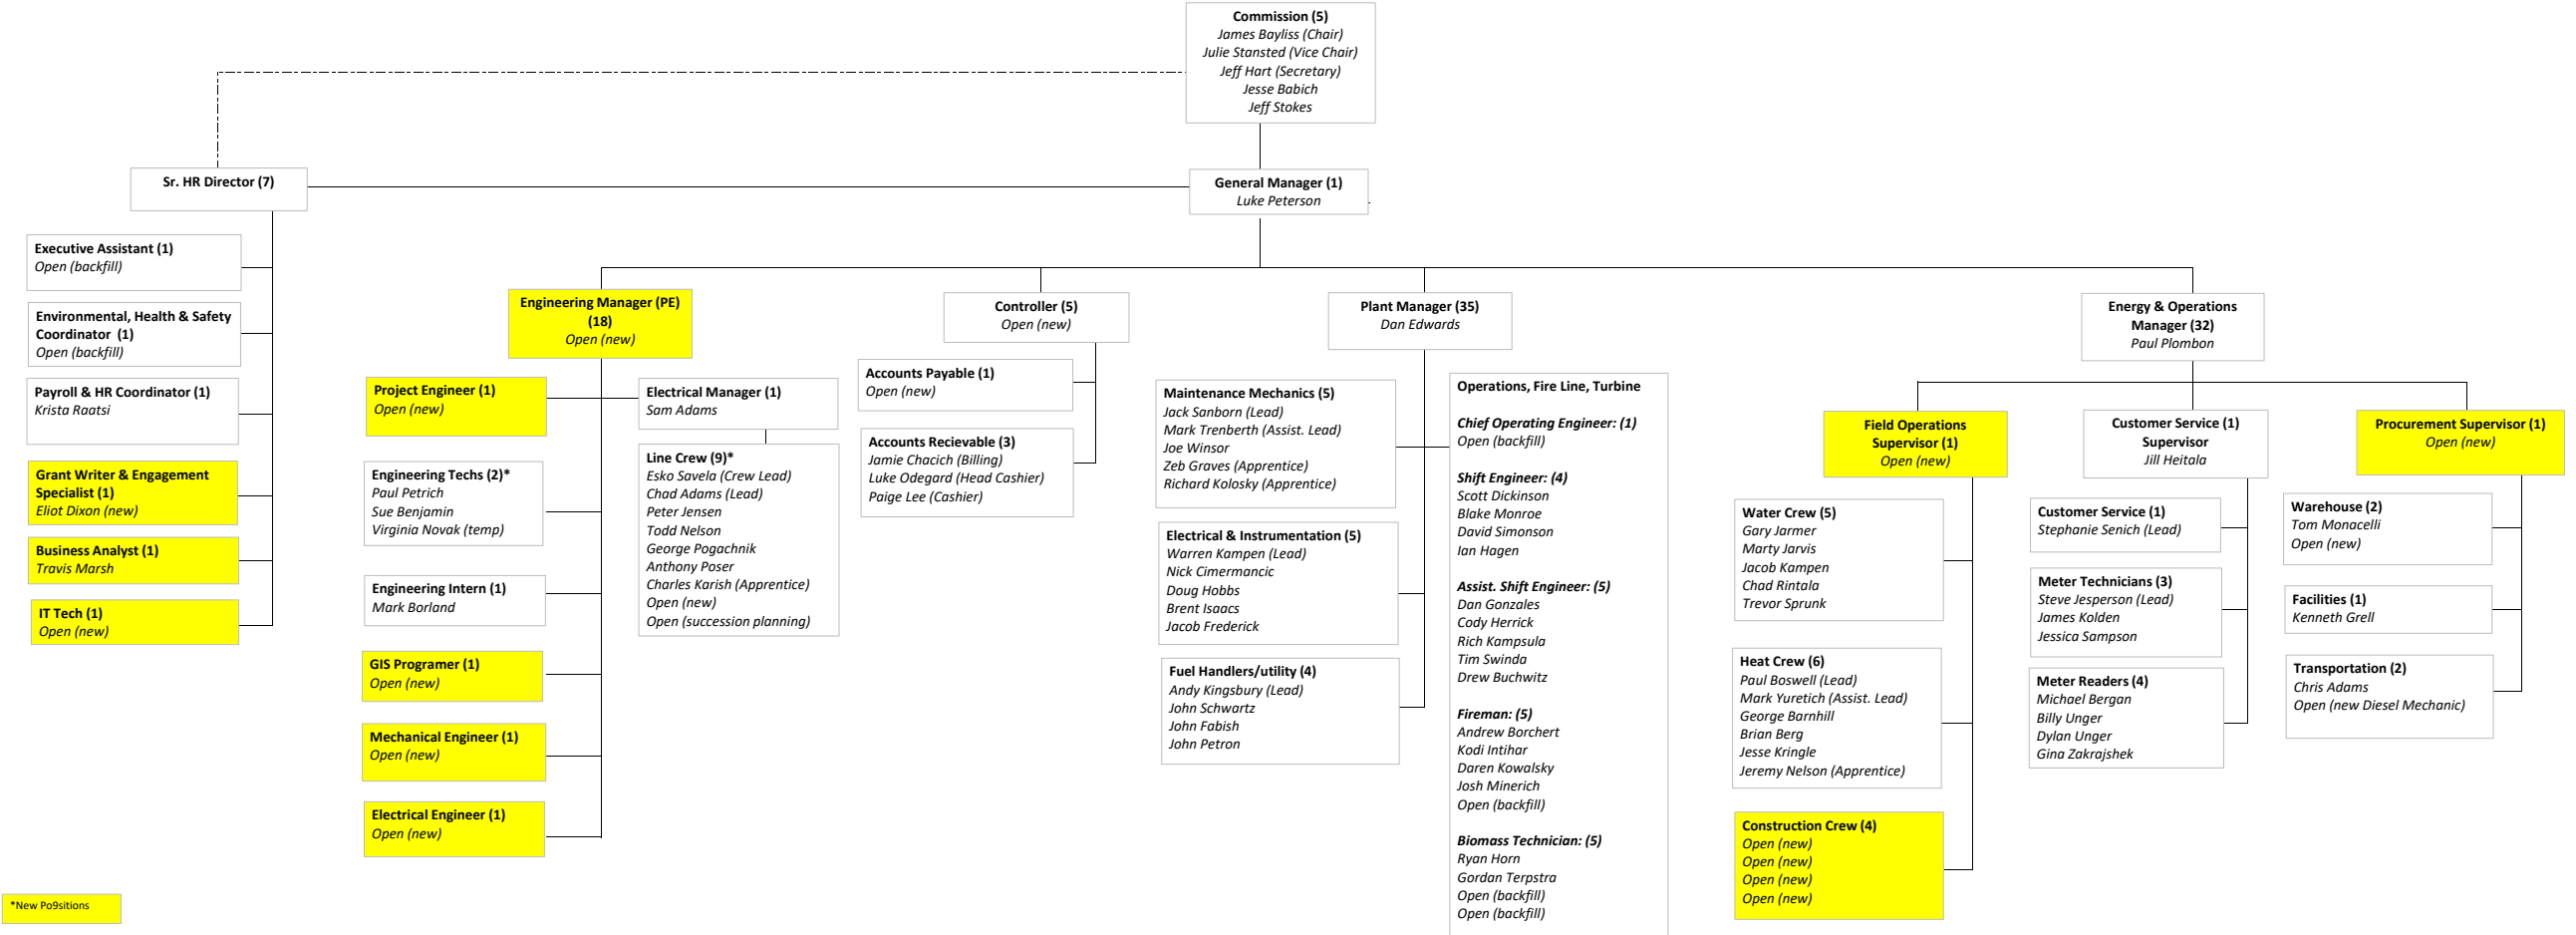 Commission (5)
James Bayliss (Chair)
Julie Stansted (Vice Chair)
Jeff Hart (Secretary)
Jesse Babich
Jeff Stokes
Sr. HR Director (7)
General Manager (1)
Luke Peterson
Executive Assistant (1)
Open (backfill)
Environmental, Health & Safety
Coordinator (1)
Open (backfill)
Payroll & HR Coordinator (1)
Krista Raatsi
Grant Writer & Engagement
Specialist (1)
Eliot Dixon (new)
Business Analyst (1)
Travis Marsh
IT Tech (1)
Open (new)
Engineering Manager (PE)
(18)
Open (new)
Project Engineer (1)
Open (new)
Engineering Techs (2)*
Paul Petrich
Sue Benjamin
Virginia Novak (temp)
Engineering Intern (1)
Mark Borland
GIS Programer (1)
Open (new)
Mechanical Engineer (1)
Open (new)
Electrical Engineer (1)
Open (new)
Electrical Manager (1)
Sam Adams
Line Crew (9)*
Esko Savela (Crew Lead)
Chad Adams (Lead)
Peter Jensen
Todd Nelson
George Pogachnik
Anthony Poser
Charles Karish (Apprentice)
Open (new)
Open (succession planning)
Controller (5)
Open (new)
Accounts Payable (1)
Open (new)
Accounts Recievable (3)
Jamie Chacich (Billing)
Luke Odegard (Head Cashier)
Paige Lee (Cashier)
Plant Manager (35)
Dan Edwards
Maintenance Mechanics (5)
Jack Sanborn (Lead)
Mark Trenberth (Assist. Lead)
Joe Winsor
Zeb Graves (Apprentice)
Richard Kolosky (Apprentice)
Electrical & Instrumentation (5)
Warren Kampen (Lead)
Nick Cimermancic
Doug Hobbs
Brent Isaacs
Jacob Frederick
Fuel Handlers/utility (4)
Andy Kingsbury (Lead)
John Schwartz
John Fabish
John Petron
Operations, Fire Line, Turbine
Chief Operating Engineer: (1)
Open (backfill)
Shift Engineer: (4)
Scott Dickinson
Blake Monroe
David Simonson
Ian Hagen
Assist. Shift Engineer: (5)
Dan Gonzales
Cody Herrick
Rich Kampsula
Tim Swinda
Drew Buchwitz
Fireman: (5)
Andrew Borchert
Kodi Intihar
Daren Kowalsky
Josh Minerich
Open (backfill)
Biomass Technician: (5)
Ryan Horn
Gordan Terpstra
Open (backfill)
Open (backfill)
Energy & Operations
Manager (32)
Paul Plombon
Field Operations
Supervisor (1)
Open (new)
Water Crew (5)
Gary Jarmer
Marty Jarvis
Jacob Kampen
Chad Rintala
Trevor Sprunk
Heat Crew (6)
Paul Boswell (Lead)
Mark Yuretich (Assist. Lead)
George Barnhill
Brian Berg
Jesse Kringle
Jeremy Nelson (Apprentice)
Construction Crew (4)
Open (new)
Open (new)
Open (new)
Open (new)
Customer Service (1)
Supervisor
Jill Heitala
Customer Service (1)
Stephanie Senich (Lead)
Meter Technicians (3)
Steve Jesperson (Lead)
James Kolden
Jessica Sampson
Meter Readers (4)
Michael Bergan
Billy Unger
Dylan Unger
Gina Zakrajshek
Procurement Supervisor (1)
Open (new)
Warehouse (2)
Tom Monacelli
Open (new)
Facilities (1)
Kenneth Grell
Transportation (2)
Chris Adams
Open (new Diesel Mechanic)
*New Po9sitions